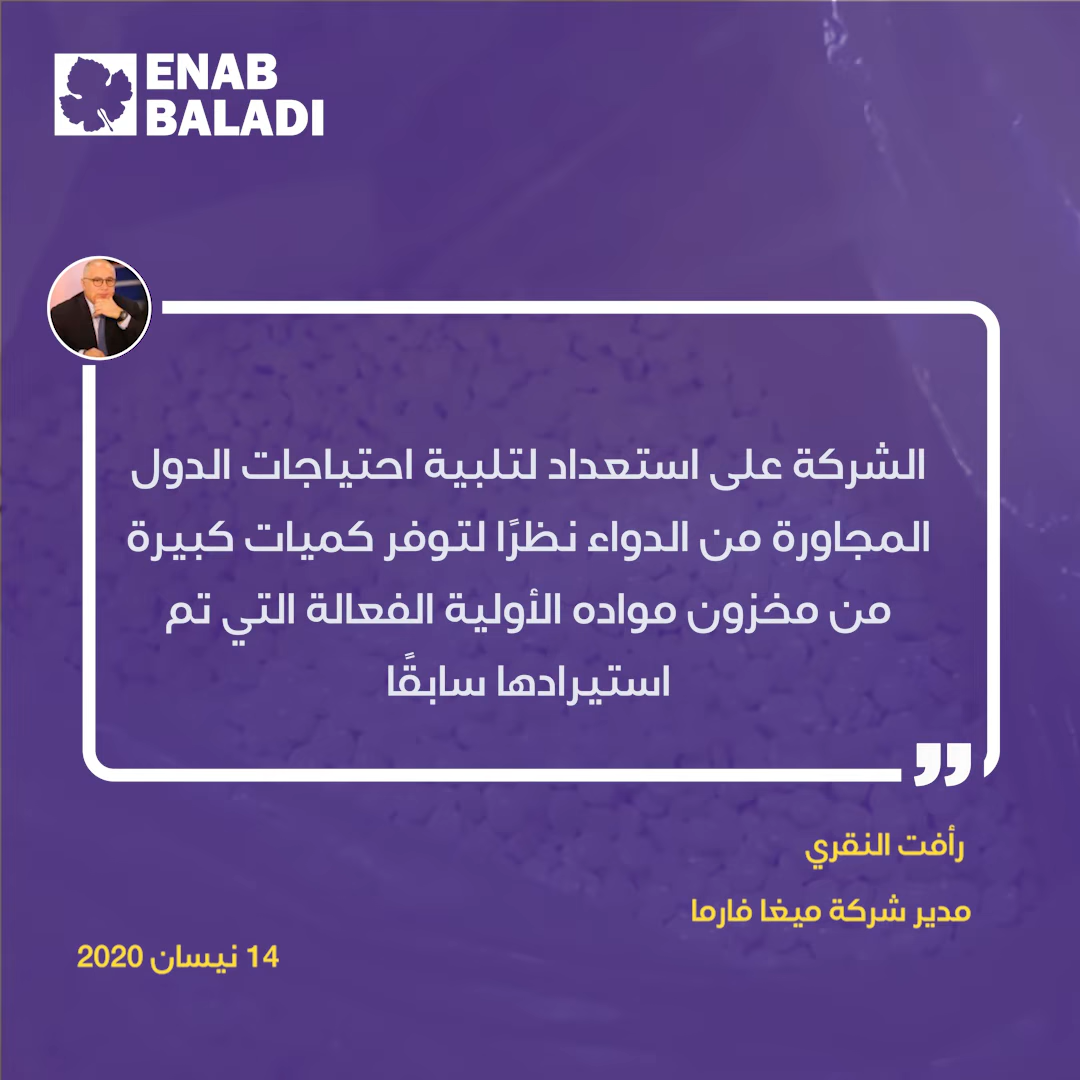 ENAB
BALADI
الشركة على استعداد لتلبية احتياجات الدول
المجاورة من الدواء نظرًا لتوفر كميات كبيرة
من مخزون مواده الأولية الفعالة التي تم
استيرادها سابقًا
رأفت النقري
مدير شركة ميغا فارما
14 نيسان 2020